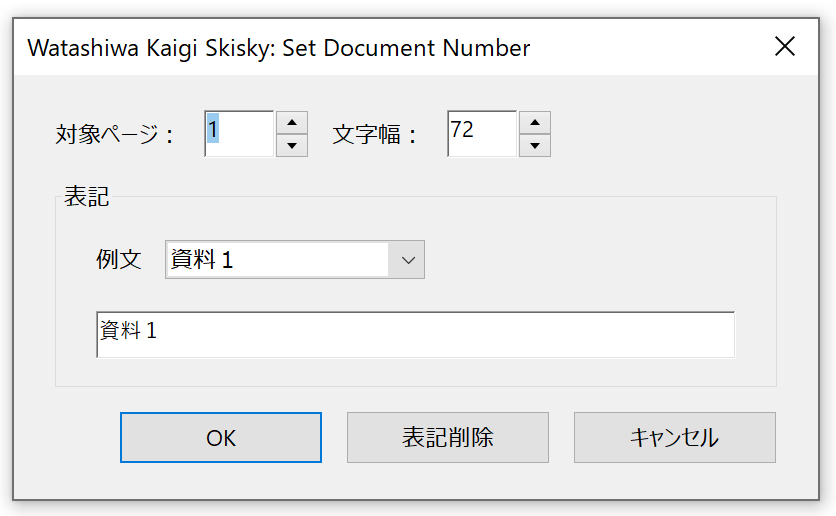 Watashiwa Kaigi Skisky: Set Document Number
対象ページ： 1 文字幅： 72
表記
例文 資料１
資料１
OK 表記削除 キャンセル